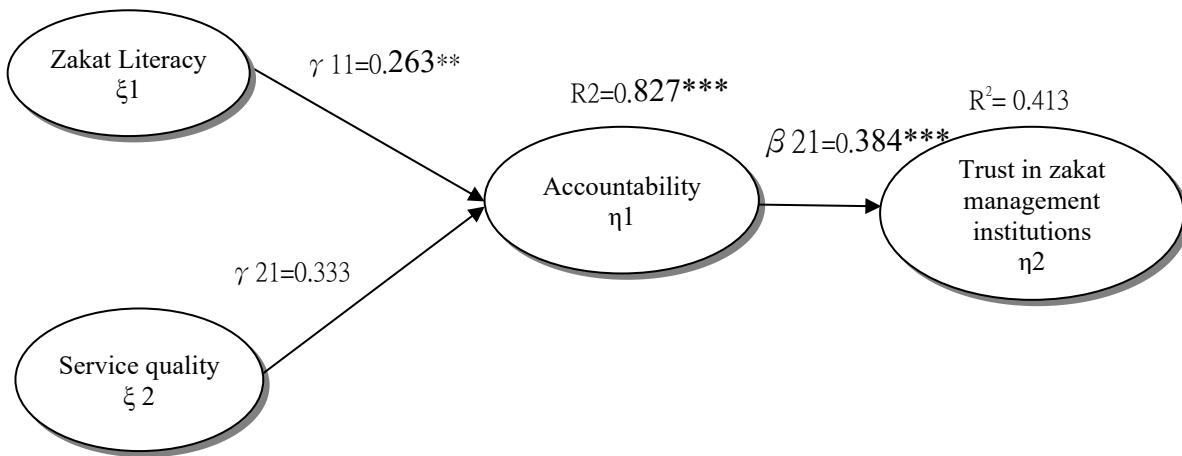 Zakat Literacy
ξ1
γ 11=0.263**
R2=0.827***
R²= 0.413
β 21=0.384***
Accountability
η1
Trust in zakat
management
institutions
η2
γ 21=0.333
Service quality
ξ 2